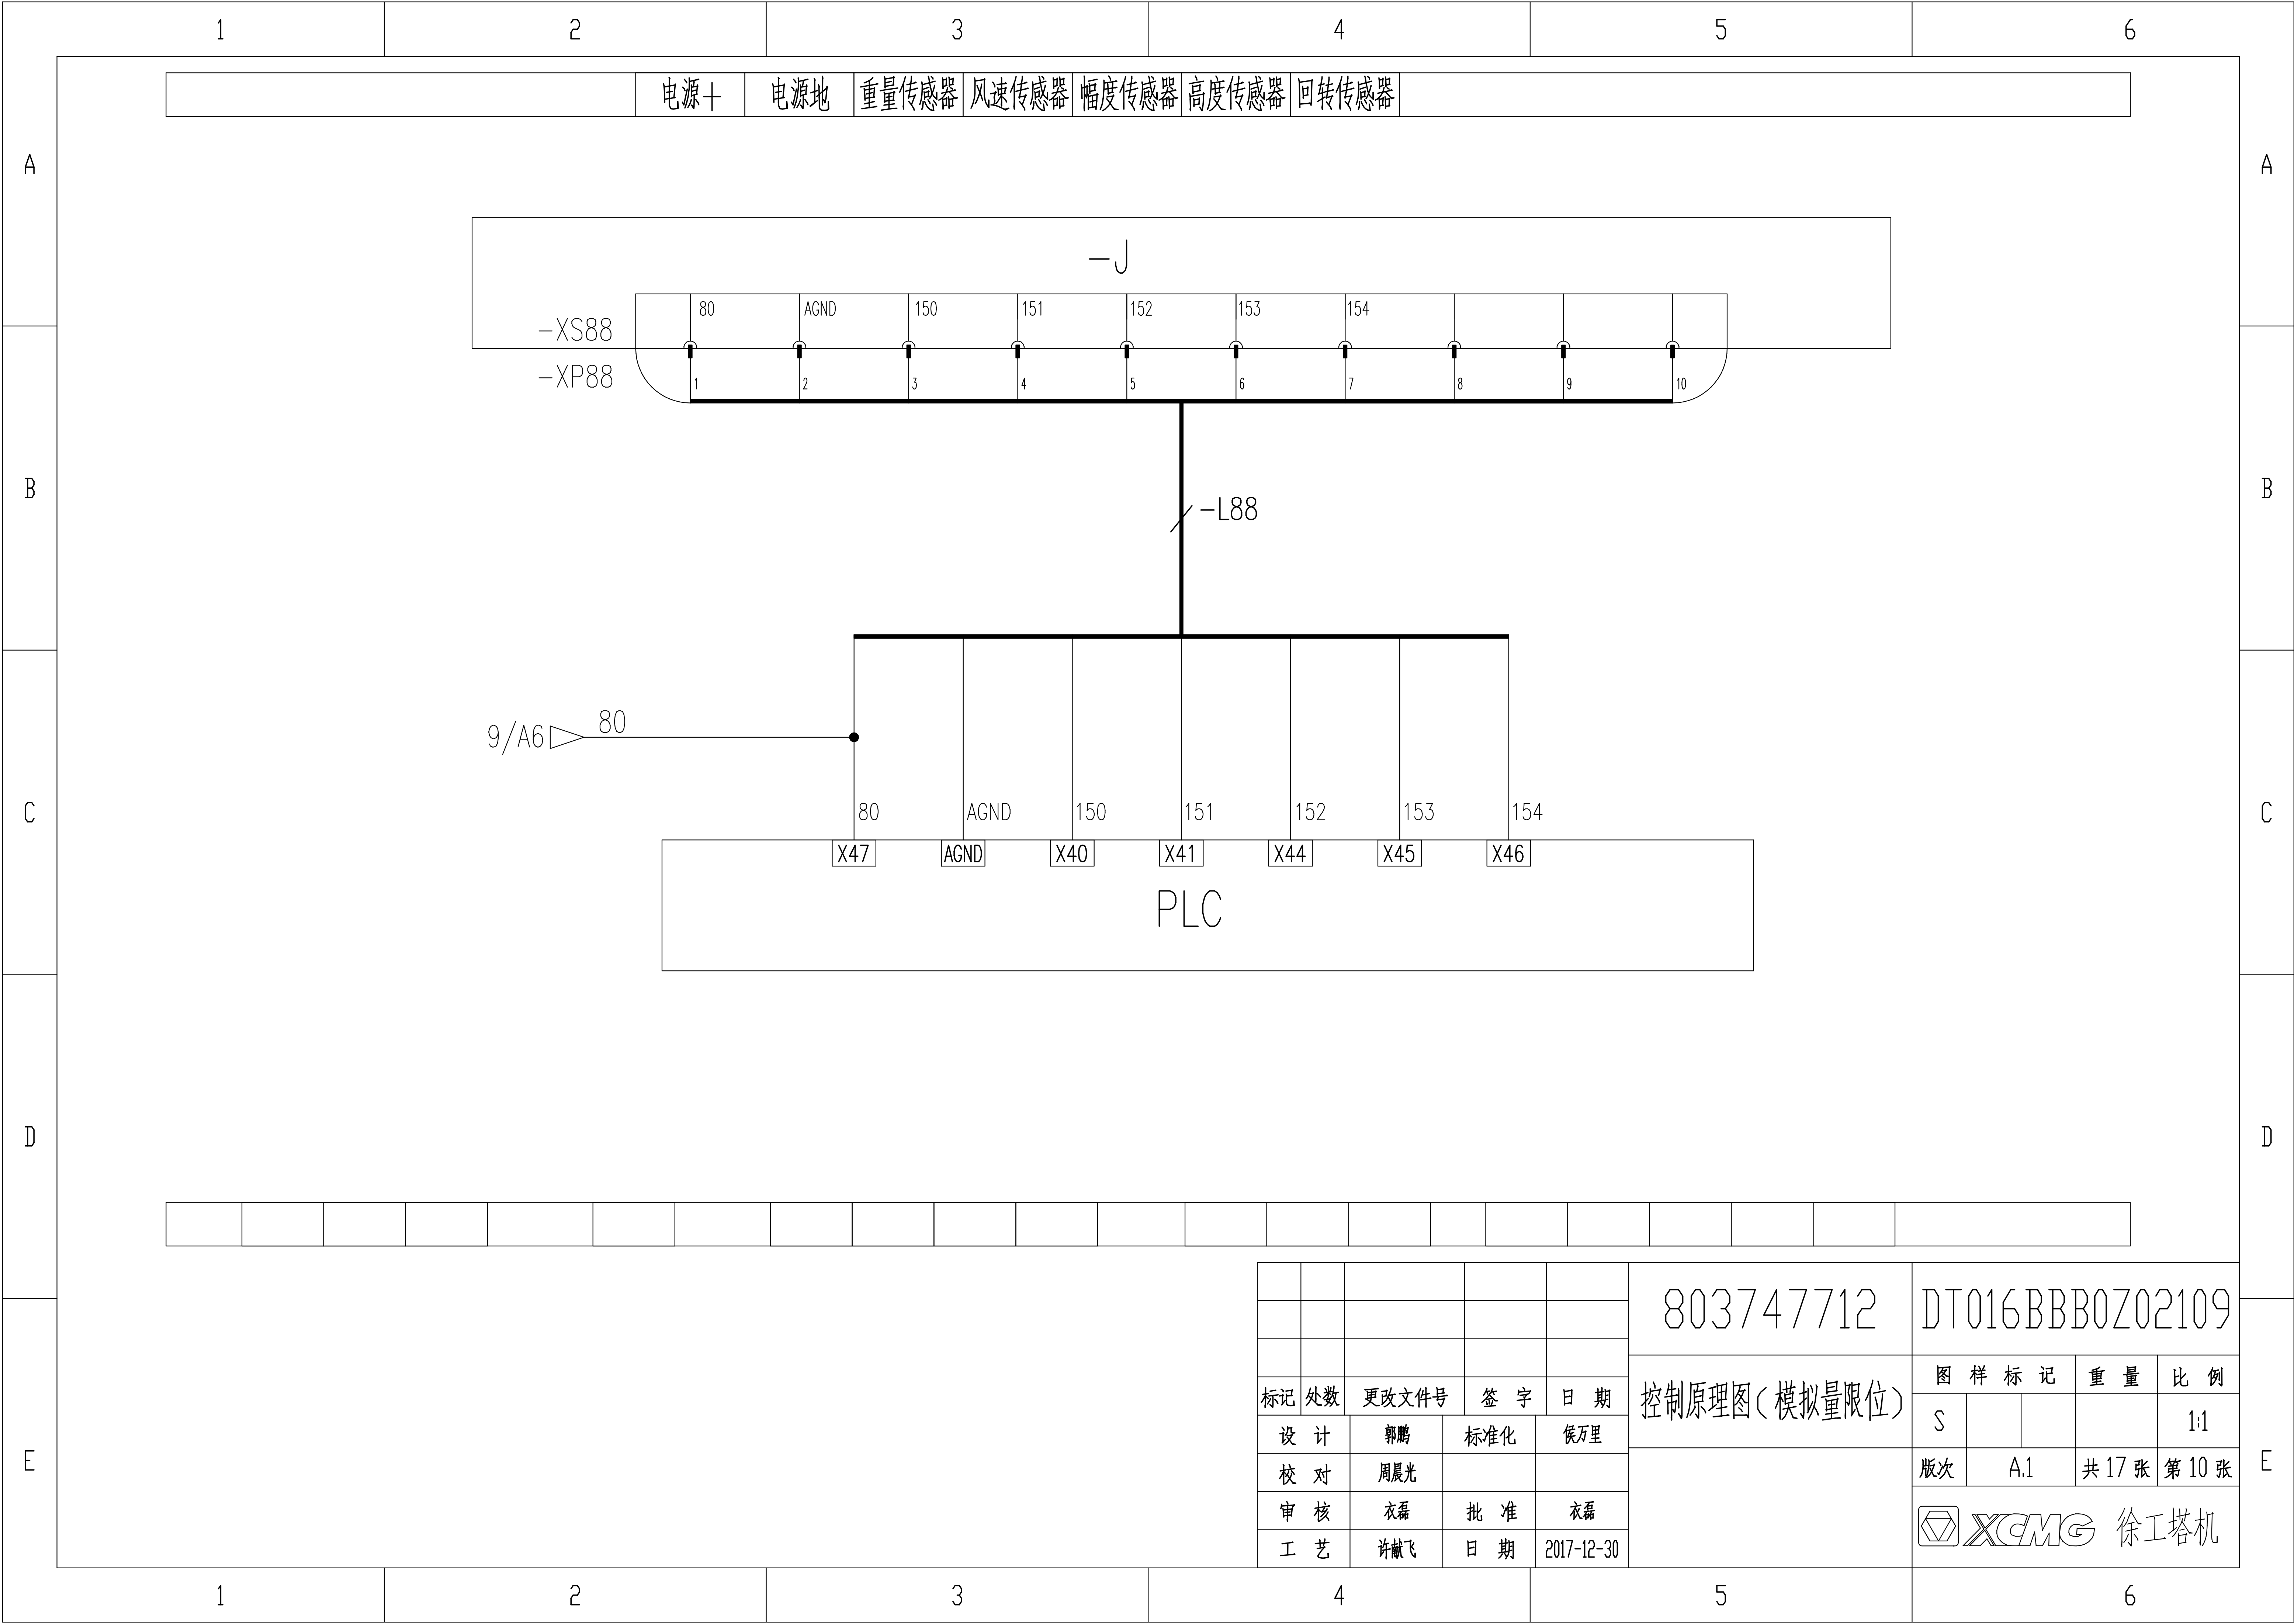 1 2 3 4 5 6
电源+ 电源地 重量传感器 风速传感器 幅度传感器 高度传感器 回转传感器
A A
-J
80 AGND 150 151 152 153 154
-XS88
-XP88
1 2 3 4 5 6 7 8 9 10
B B
-L88
9/A6 80
80 AGND 150 151 152 153 154
C C
X47 AGND X40 X41 X44 X45 X46
PLC
D D
803747712 DT016BBB0Z02109
图样标记 重量 比例
标记 处数 更改文件号 签字 日期
控制原理图(模拟量限位)
S 1:1
设计 郭鹏 标准化 侯万里
E E
校对 周晨光
版次 A.1 共17张 第10张
审核 衣磊 批准 衣磊
XCMG 徐工塔机
工艺 许献飞 日期 2017-12-30
1 2 3 4 5 6